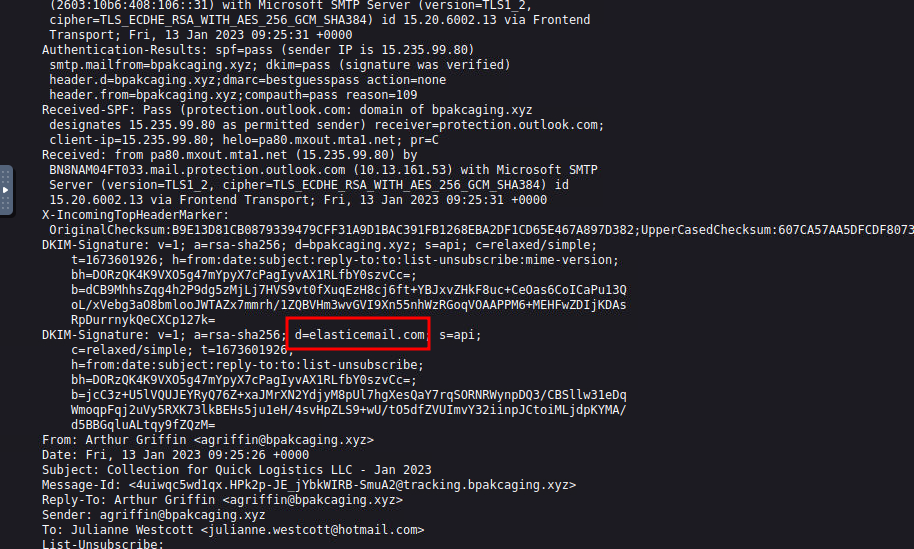 (2603:10b6:408:106::31) with Microsoft SMTP Server (version=TLS1_2,
cipher=TLS_ECDHE_RSA_WITH_AES_256_GCM_SHA384) id 15.20.6002.13 via Frontend
Transport; Fri, 13 Jan 2023 09:25:31 +0000
Authentication-Results: spf=pass (sender IP is 15.235.99.80)
smtp.mailfrom=bpakcaging.xyz; dkim=pass (signature was verified)
header.d=bpakcaging.xyz;dmarc=bestguesspass action=none
header.from=bpakcaging.xyz;compauth=pass reason=109
Received-SPF: Pass (protection.outlook.com: domain of bpakcaging.xyz
designates 15.235.99.80 as permitted sender) receiver=protection.outlook.com;
client-ip=15.235.99.80; helo=pa80.mxout.mta1.net; pr=C
Received: from pa80.mxout.mta1.net (15.235.99.80) by
BN8NAM04FT033.mail.protection.outlook.com (10.13.161.53) with Microsoft SMTP
Server (version=TLS1_2, cipher=TLS_ECDHE_RSA_WITH_AES_256_GCM_SHA384) id
15.20.6002.13 via Frontend Transport; Fri, 13 Jan 2023 09:25:31 +0000
X-IncomingTopHeaderMarker:
OriginalChecksum:B9E13D81CB0879339479CFF31A9D1BAC391FB1268EBA2DF1CD65E467A897D382;UpperCasedChecksum:607CA57AA5DFCDF8073
DKIM-Signature: v=1; a=rsa-sha256; d=bpakcaging.xyz; s=api; c=relaxed/simple;
t=1673601926; h=from:date:subject:reply-to:to:list-unsubscribe:mime-version;
bh=DORzQK4K9VXO5g47mYpyX7cPagIyvAX1RLfbY0szvCc=;
b=dCB9MhhsZqg4h2P9dg5zMjLj7HVS9vt0fXuqEzH8cj6ft+YBJxvZHkF8uc+CeOas6CoICaPu13Q
oL/xVebg3aO8bmlooJWTAZx7mmrh/1ZQBVHm3wvGVI9Xn55nhWzRGoqVOAAPPM6+MEHFwZDIjKDAs
RpDurrnykQeCXCp127k=
DKIM-Signature: v=1; a=rsa-sha256; d=elasticemail.com; s=api;
c=relaxed/simple; t=1673601926;
h=from:date:subject:reply-to:to:list-unsubscribe;
bh=DORzQK4K9VXO5g47mYpyX7cPagIyvAX1RLfbY0szvCc=;
b=jcC3z+U5lVQUJEYRyQ76Z+xaJMrXN2YdjyM8pUl7hgXesQaY7rqSORNRWynpDQ3/CBSllw31eDq
WmoqpFqj2uVy5RXK73lkBEHs5ju1eH/4svHpZLS9+wU/tO5dfZVUImvY32iinpJCtoiMLjdpKYMA/
d5BBGqluALtqy9fZQzM=
From: Arthur Griffin <agriffin@bpakcaging.xyz>
Date: Fri, 13 Jan 2023 09:25:26 +0000
Subject: Collection for Quick Logistics LLC - Jan 2023
Message-Id: <4uiwqc5wd1qx.HPk2p-JE_jYbkWIRB-SmuA2@tracking.bpakcaging.xyz>
Reply-To: Arthur Griffin <agriffin@bpakcaging.xyz>
Sender: agriffin@bpakcaging.xyz
To: Julianne Westcott <julianne.westcott@hotmail.com>
List-Unsubscribe: